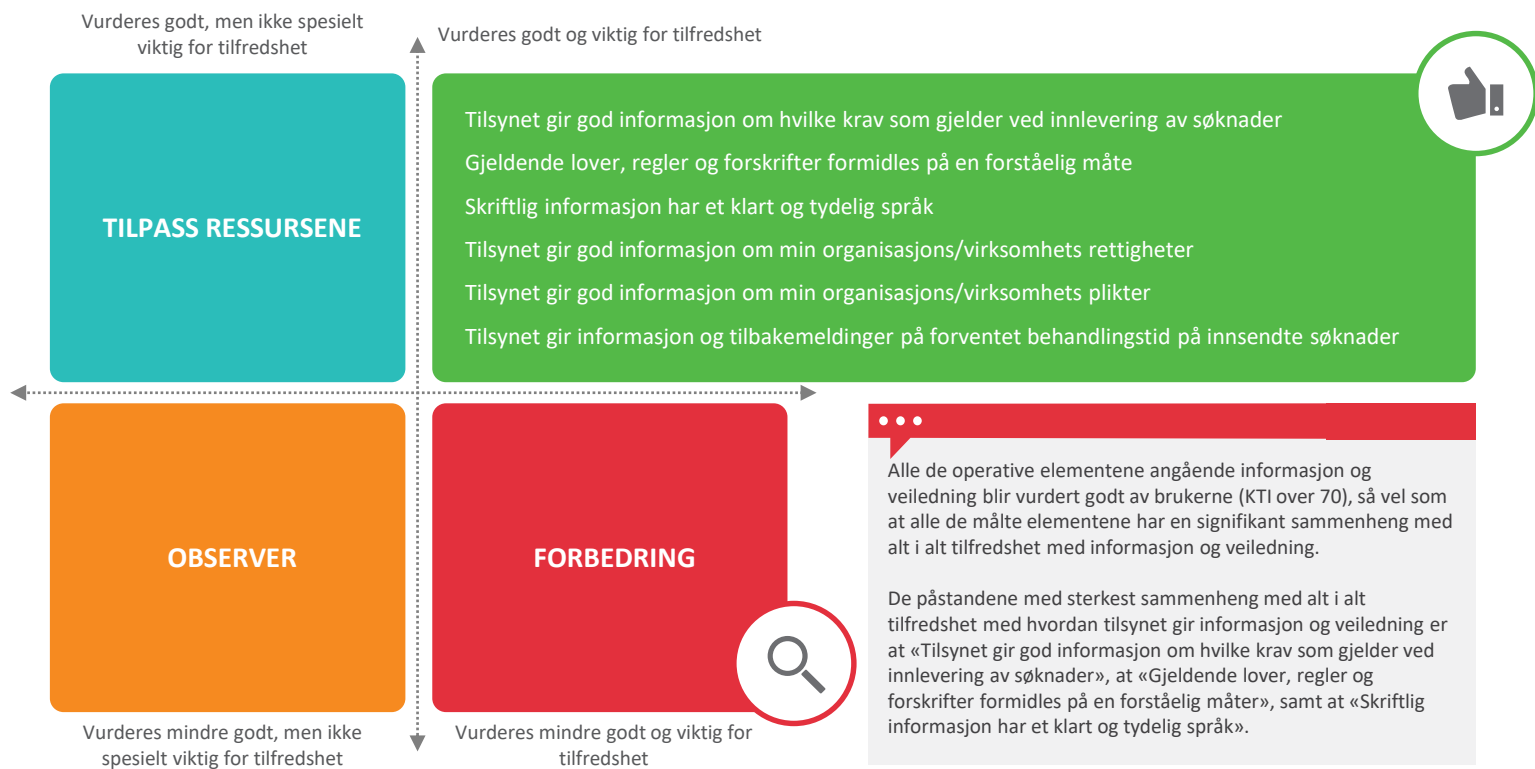 Vurderes godt, men ikke spesielt
viktig for tilfredshet
Vurderes godt og viktig for tilfredshet
TILPASS RESSURSENE
Tilsynet gir god informasjon om hvilke krav som gjelder ved innlevering av søknader
Gjeldende lover, regler og forskrifter formidles på en forståelig måte
Skriftlig informasjon har et klart og tydelig språk
Tilsynet gir god informasjon om min organisasjons/virksomhets rettigheter
Tilsynet gir god informasjon om min organisasjons/virksomhets plikter
Tilsynet gir informasjon og tilbakemeldinger på forventet behandlingstid på innsendte søknader
OBSERVER
FORBEDRING
Vurderes mindre godt, men ikke
spesielt viktig for tilfredshet
Vurderes mindre godt og viktig for
tilfredshet
Alle de operative elementene angående informasjon og
veiledning blir vurdert godt av brukerne (KTI over 70), så vel som
at alle de målte elementene har en signifikant sammenheng med
alt i alt tilfredshet med informasjon og veiledning.
De påstandene med sterkest sammenheng med alt i alt
tilfredshet med hvordan tilsynet gir informasjon og veiledning er
at «Tilsynet gir god informasjon om hvilke krav som gjelder ved
innlevering av søknader», at «Gjeldende lover, regler og
forskrifter formidles på en forståelig måter», samt at «Skriftlig
informasjon har et klart og tydelig språk».